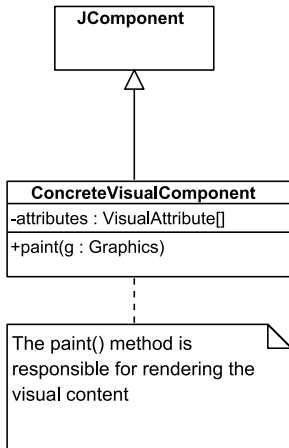 JComponent
ConcreteVisualComponent
-attributes : VisualAttribute[]
+paint(g : Graphics)
The paint() method is
responsible for rendering the
visual content